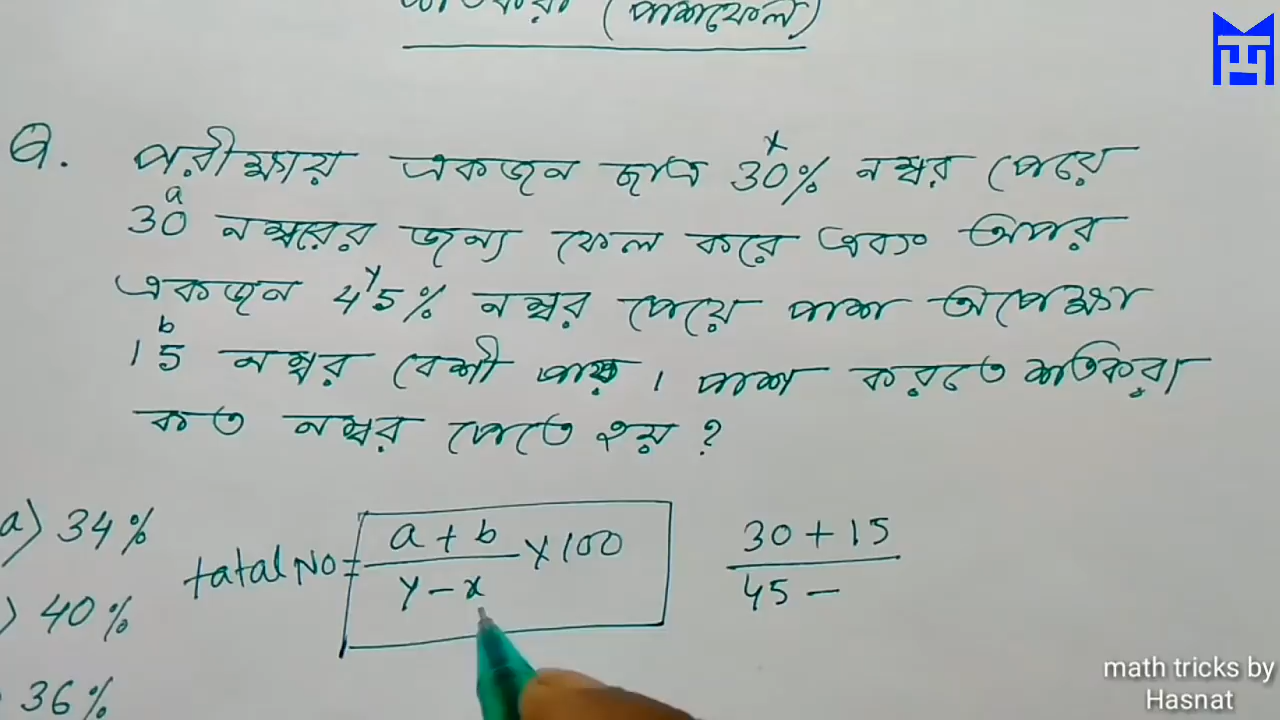 (পাশফেল)
Q. পরীক্ষায় একজন ছাত্র 30% নম্বর পেয়ে
x
30 নম্বরের জন্য ফেল করে এবং অপর
a
একজন 45% নম্বর পেয়ে পাশ অপেক্ষা
y
15 নম্বর বেশী পায়। পাশ করতে শতকিরা
b
কত নম্বর পেতে হয় ?
a) 34%
tatal No = a + b / y - x × 100
30 + 15 / 45 -
) 40%
36%
math tricks by
Hasnat